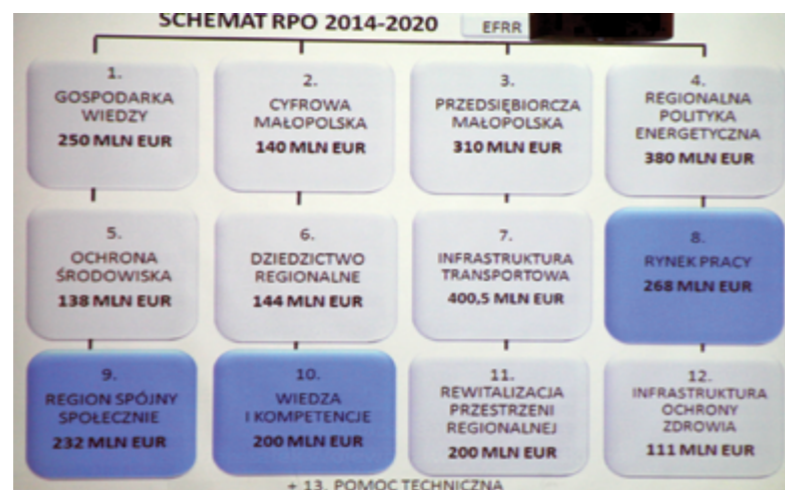 SCHEMAT RPO 2014-2020
EFRR
1.
GOSPODARKA
WIEDZY
250 MLN EUR
2.
CYFROWA
MAŁOPOLSKA
140 MLN EUR
3.
PRZEDSIĘBIORCZA
MAŁOPOLSKA
310 MLN EUR
4.
REGIONALNA
POLITYKA
ENERGETYCZNA
380 MLN EUR
5.
OCHRONA
ŚRODOWISKA
138 MLN EUR
6.
DZIEDZICTWO
REGIONALNE
144 MLN EUR
7.
INFRASTRUKTURA
TRANSPORTOWA
400,5 MLN EUR
8.
RYNEK PRACY
268 MLN EUR
9.
REGION SPÓJNY
SPOŁECZNIE
232 MLN EUR
10.
WIEDZA
I KOMPETENCJE
200 MLN EUR
11.
REWITALIZACJA
PRZESTRZENI
REGIONALNEJ
200 MLN EUR
12.
INFRASTRUKTURA
OCHRONY
ZDROWIA
111 MLN EUR
+ 13. POMOC TECHNICZNA